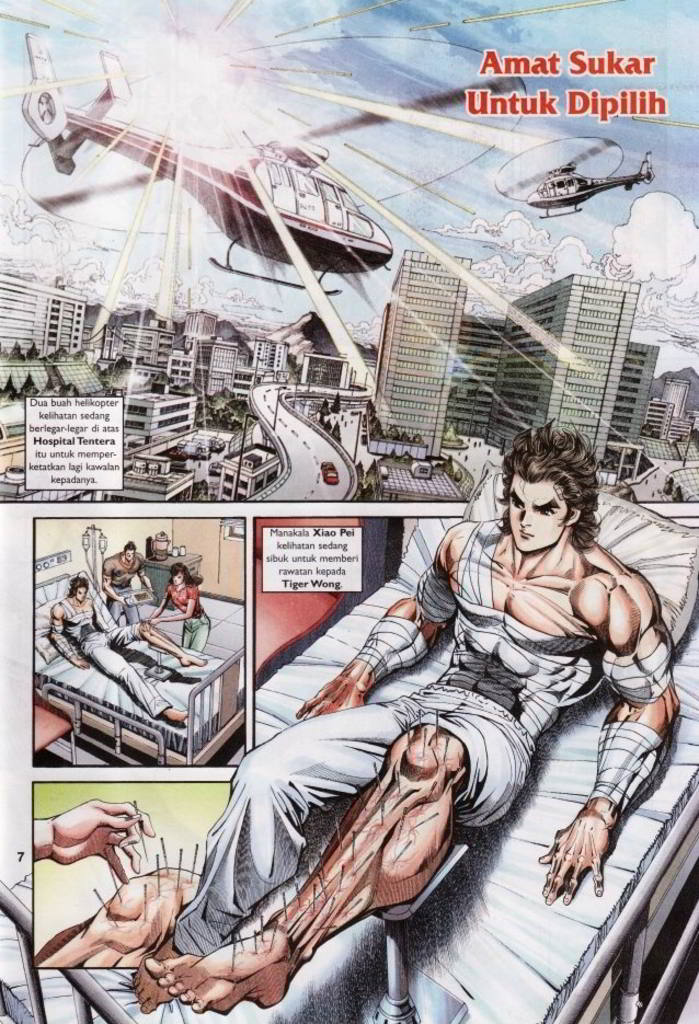 Amat Sukar
Untuk Dipilih
Dua buah helikopter
kelihatan sedang
berlegar-legar di atas
Hospital Tentera
itu untuk memper-
ketatkan lagi kawalan
kepadanya.
Manakala Xiao Pei
kelihatan sedang
sibuk untuk memberi
rawatan kepada
Tiger Wong.
7